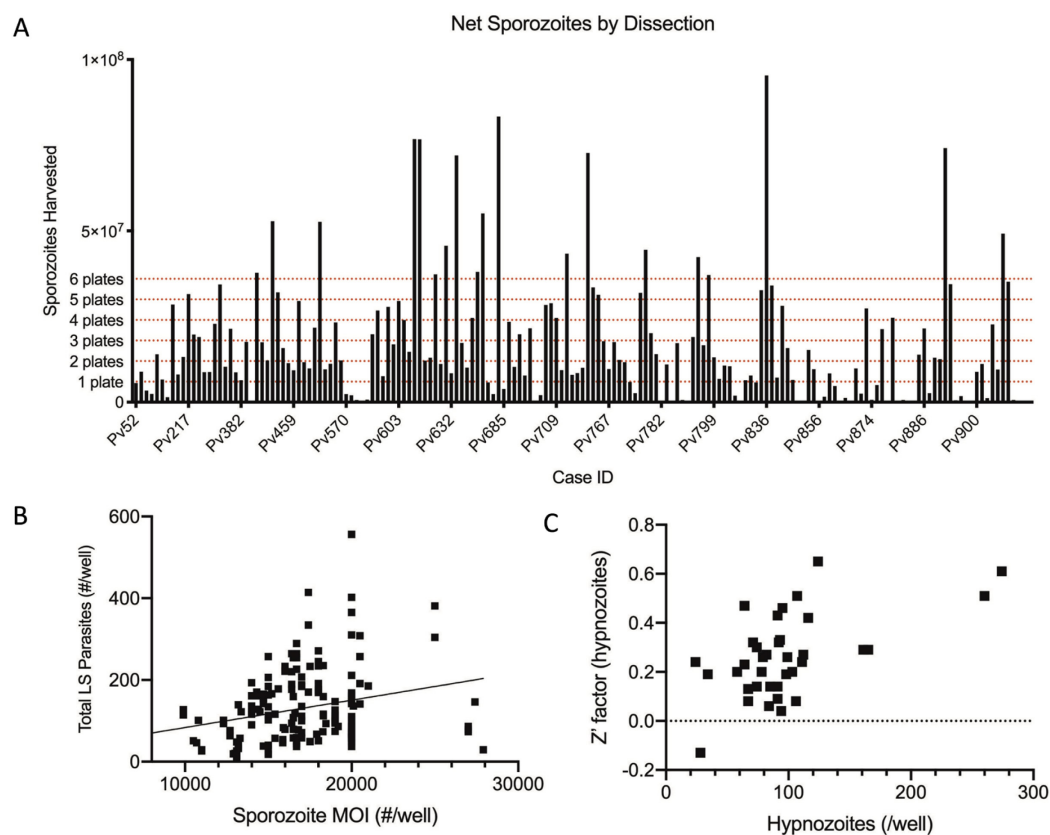 A
Net Sporozoites by Dissection
1×10⁸
5×10⁷
6 plates
5 plates
4 plates
3 plates
2 plates
1 plate
0
Sporozoites Harvested
Pv52 Pv217 Pv382 Pv459 Pv570 Pv603 Pv632 Pv685 Pv709 Pv767 Pv782 Pv799 Pv836 Pv856 Pv874 Pv886 Pv900
Case ID
B
600
400
200
0
Total LS Parasites (#/well)
10000 20000 30000
Sporozoite MOI (#/well)
C
0.8
0.6
0.4
0.2
0.0
-0.2
Z' factor (hypnozoites)
0 100 200 300
Hypnozoites (/well)